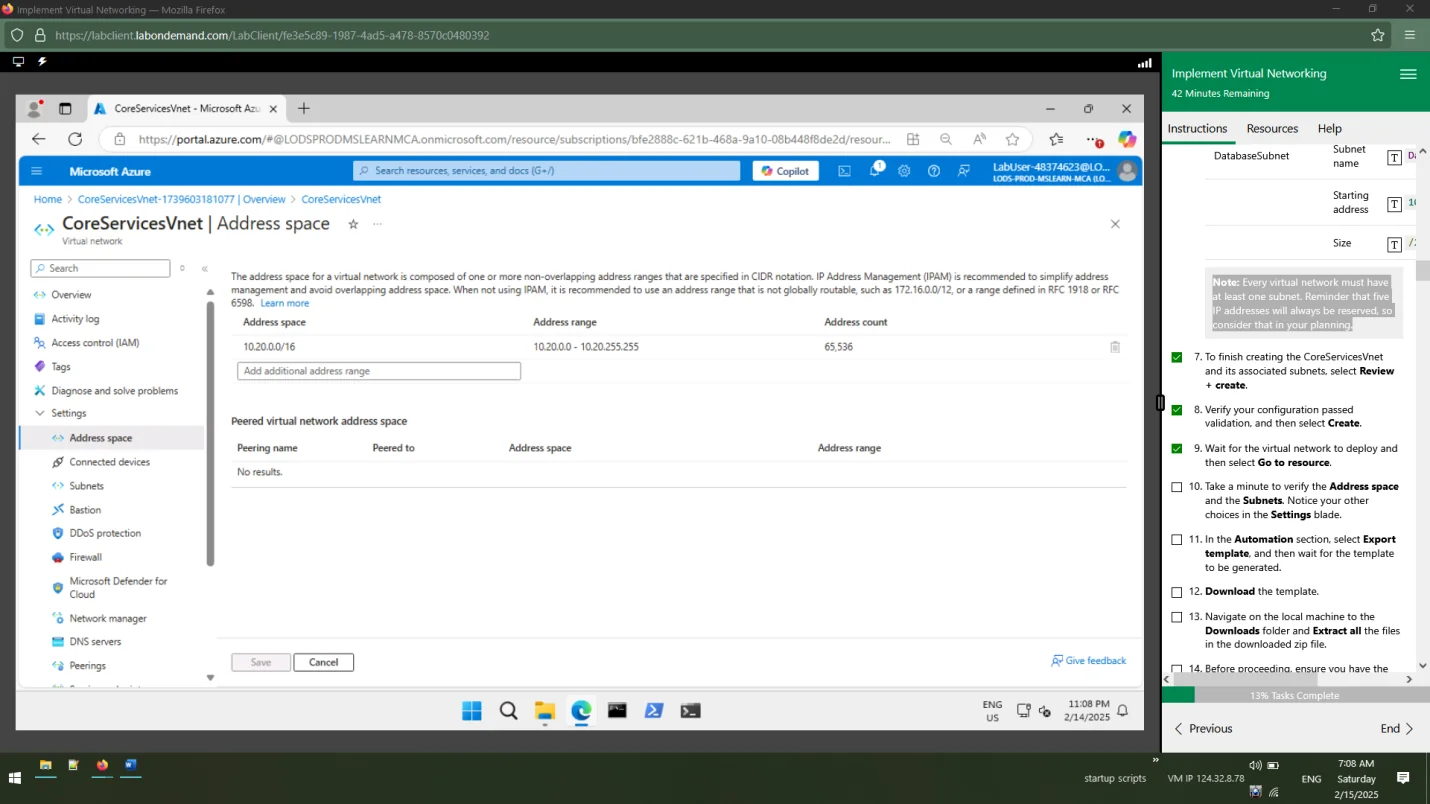 Implement Virtual Networking — Mozilla Firefox
https://labclient.labondemand.com/LabClient/fe3e5c89-1987-4ad5-a478-8570c0480392
CoreServicesVnet - Microsoft Azu
https://portal.azure.com/#@LODSPRODMSLEARNMCA.onmicrosoft.com/resource/subscriptions/bfe2888c-621b-468a-9a10-08b448f8de2d/resour...
Microsoft Azure
Search resources, services, and docs (G+/)
Copilot
1
LabUser-48374623@LO...
LODS-PROD-MSLEARN-MCA (LO...
Home > CoreServicesVnet-1739603181077 | Overview > CoreServicesVnet
CoreServicesVnet | Address space
Virtual network
Search
Overview
Activity log
Access control (IAM)
Tags
Diagnose and solve problems
Settings
Address space
Connected devices
Subnets
Bastion
DDoS protection
Firewall
Microsoft Defender for
Cloud
Network manager
DNS servers
Peerings
The address space for a virtual network is composed of one or more non-overlapping address ranges that are specified in CIDR notation. IP Address Management (IPAM) is recommended to simplify address
management and avoid overlapping address space. When not using IPAM, it is recommended to use an address range that is not globally routable, such as 172.16.0.0/12, or a range defined in RFC 1918 or RFC
6598. Learn more
Address space Address range Address count
10.20.0.0/16 10.20.0.0 - 10.20.255.255 65,536
Add additional address range
Peered virtual network address space
Peering name Peered to Address space Address range
No results.
Save Cancel
Give feedback
ENG
US
11:08 PM
2/14/2025
Implement Virtual Networking
42 Minutes Remaining
Instructions Resources Help
DatabaseSubnet
Subnet
name
T
Starting
address
T
Size
T
Note: Every virtual network must have
at least one subnet. Reminder that five
IP addresses will always be reserved, so
consider that in your planning.
7. To finish creating the CoreServicesVnet
and its associated subnets, select Review
+ create.
8. Verify your configuration passed
validation, and then select Create.
9. Wait for the virtual network to deploy and
then select Go to resource.
10. Take a minute to verify the Address space
and the Subnets. Notice your other
choices in the Settings blade.
11. In the Automation section, select Export
template, and then wait for the template
to be generated.
12. Download the template.
13. Navigate on the local machine to the
Downloads folder and Extract all the files
in the downloaded zip file.
14. Before proceeding, ensure you have the
13% Tasks Complete
Previous End
startup scripts
VM IP 124.32.8.78
ENG
7:08 AM
Saturday
2/15/2025